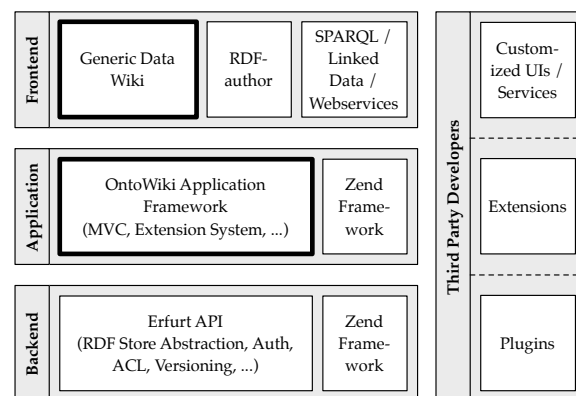 Frontend
Generic Data
Wiki
RDF-
author
SPARQL /
Linked
Data /
Webservices
Application
OntoWiki Application
Framework
(MVC, Extension System, ...)
Zend
Frame-
work
Backend
Erfurt API
(RDF Store Abstraction, Auth,
ACL, Versioning, ...)
Zend
Frame-
work
Third Party Developers
Custom-
ized UIs /
Services
Extensions
Plugins